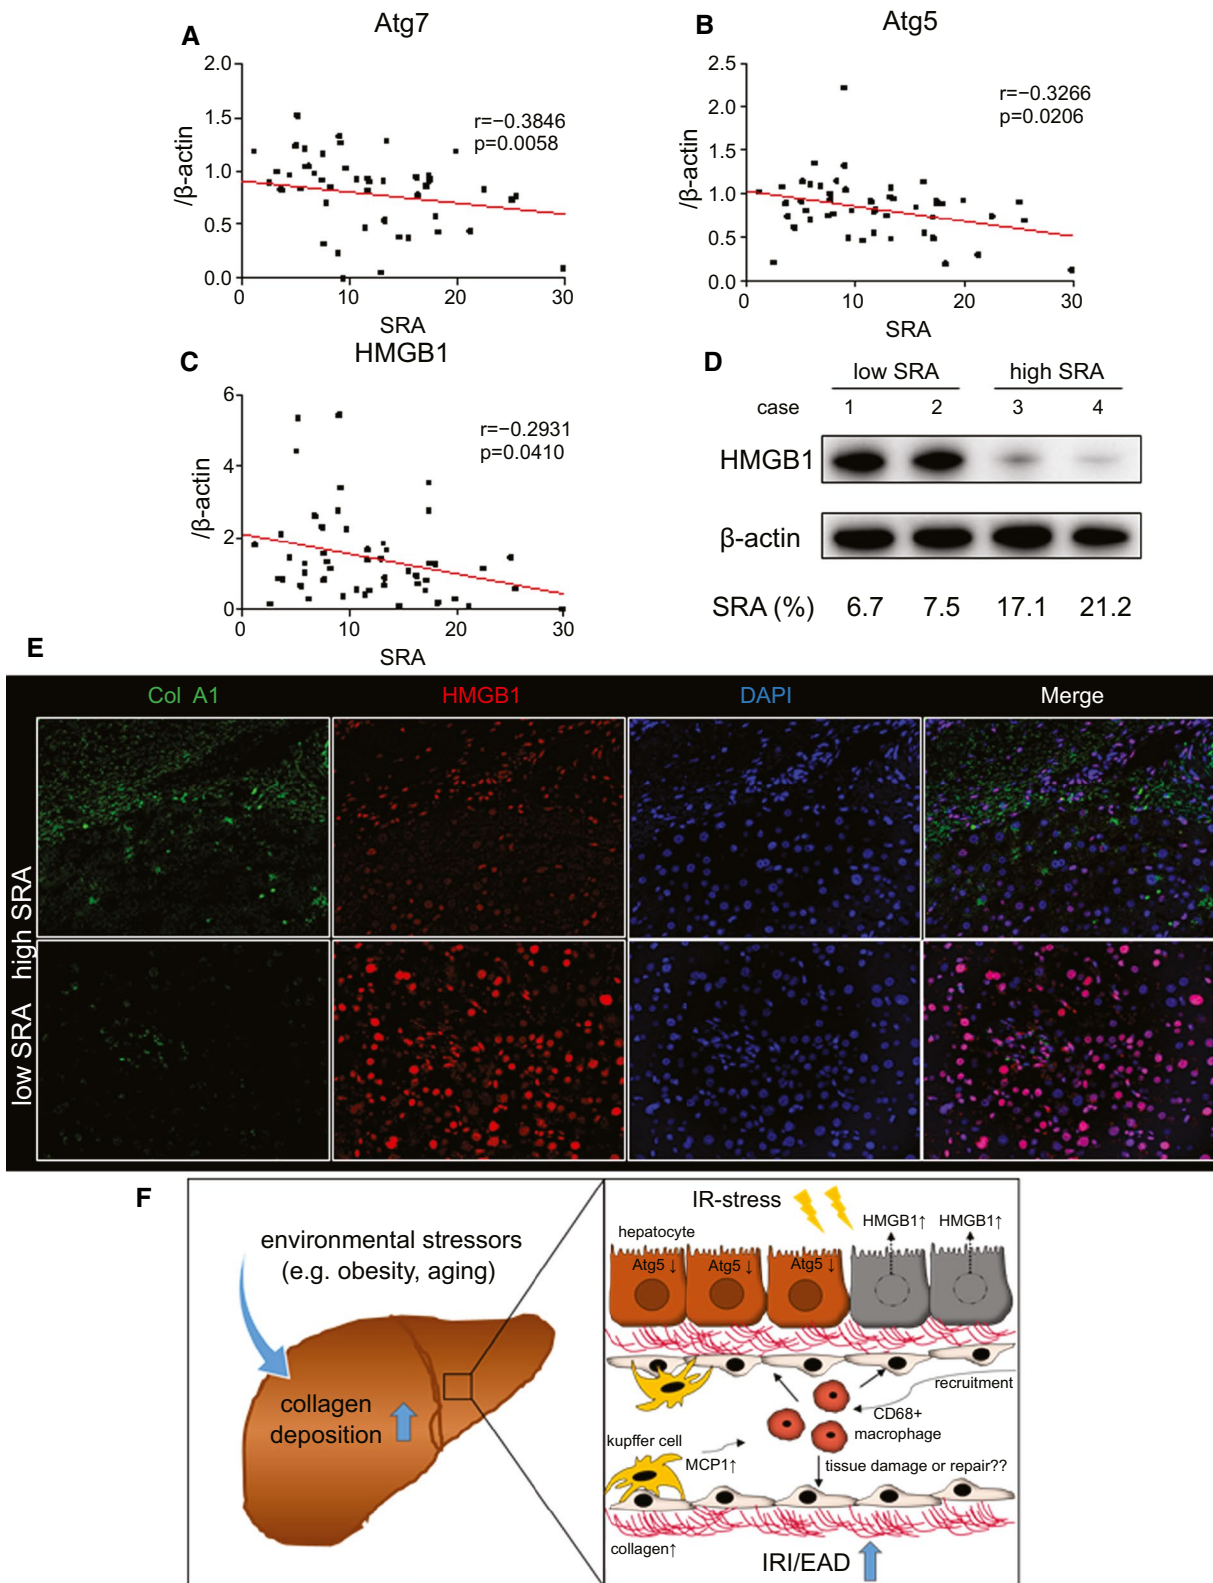 A
Atg7
/β-actin
2.0
1.5
1.0
0.5
0.0
r=−0.3846
p=0.0058
0 10 20 30
SRA
B
Atg5
/β-actin
2.5
2.0
1.5
1.0
0.5
0.0
r=−0.3266
p=0.0206
0 10 20 30
SRA
C
HMGB1
/β-actin
6
4
2
0
r=−0.2931
p=0.0410
0 10 20 30
SRA
D
low SRA high SRA
case 1 2 3 4
HMGB1
β-actin
SRA (%) 6.7 7.5 17.1 21.2
E
Col A1 HMGB1 DAPI Merge
high SRA
low SRA
F
environmental stressors
(e.g. obesity, aging)
collagen
deposition
IR-stress
HMGB1↑ HMGB1↑
hepatocyte
Atg5 ↓ Atg5 ↓ Atg5 ↓
recruitment
CD68+
macrophage
kupffer cell
MCP1↑
tissue damage or repair??
collagen↑
IRI/EAD